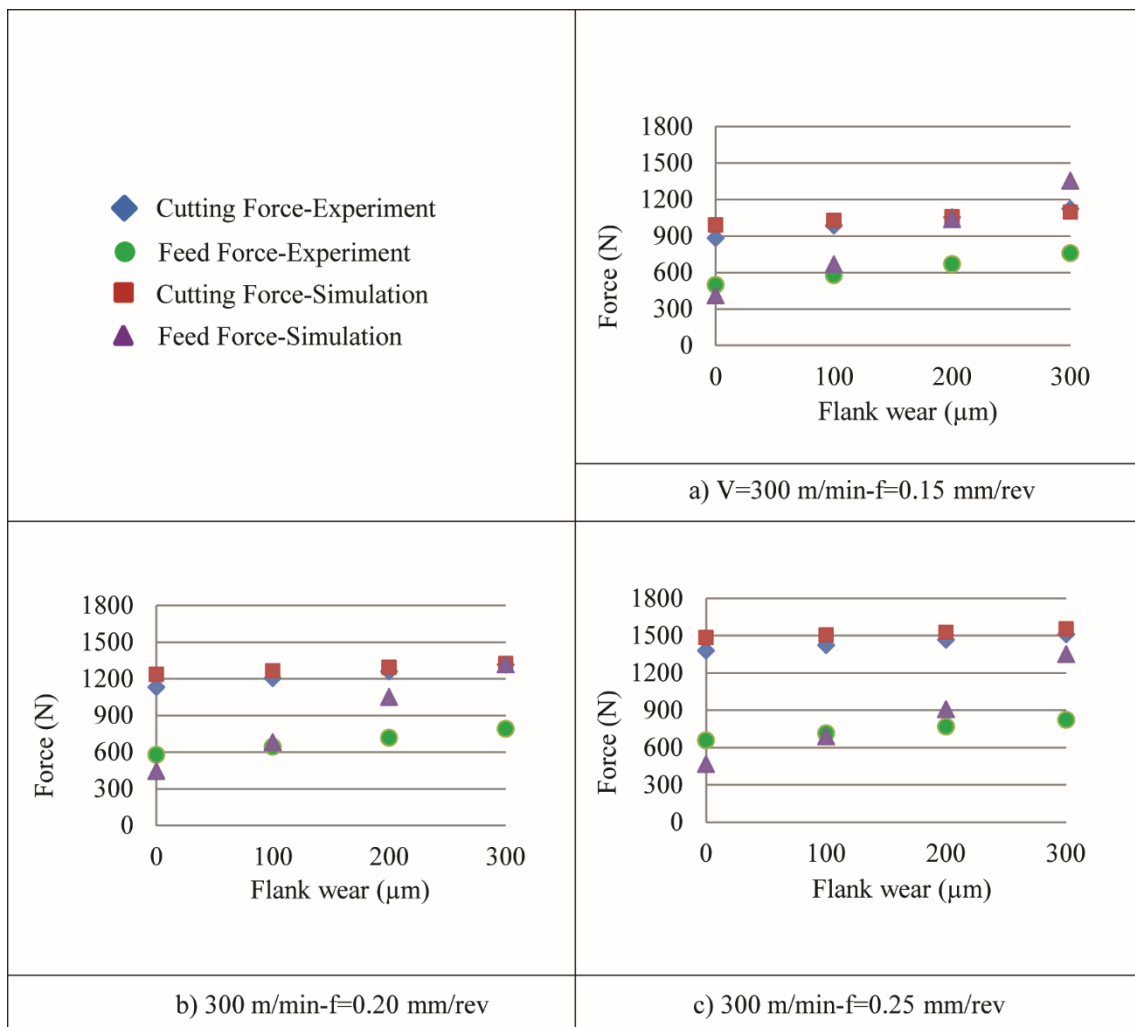 Cutting Force-Experiment
Feed Force-Experiment
Cutting Force-Simulation
Feed Force-Simulation
1800
1500
1200
900
600
300
0
Force (N)
0 100 200 300
Flank wear (µm)
a) V=300 m/min-f=0.15 mm/rev
1800
1500
1200
900
600
300
0
Force (N)
0 100 200 300
Flank wear (µm)
b) 300 m/min-f=0.20 mm/rev
1800
1500
1200
900
600
300
0
Force (N)
0 100 200 300
Flank wear (µm)
c) 300 m/min-f=0.25 mm/rev